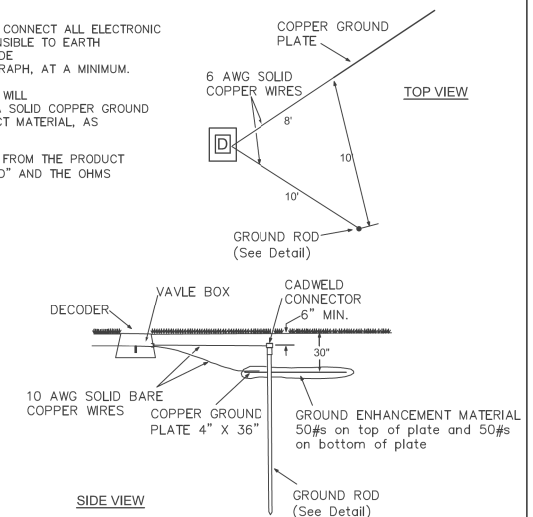 CONNECT ALL ELECTRONIC
NSIBLE TO EARTH
DE
RAPH, AT A MINIMUM.
WILL
SOLID COPPER GROUND
CT MATERIAL, AS
FROM THE PRODUCT
0" AND THE OHMS
COPPER GROUND
PLATE
6 AWG SOLID
COPPER WIRES
TOP VIEW
8'
D
10
10'
GROUND ROD
(See Detail)
CADWELD
CONNECTOR
VAVLE BOX
6" MIN.
DECODER
30"
10 AWG SOLID BARE
COPPER WIRES
COPPER GROUND
PLATE 4" X 36"
GROUND ENHANCEMENT MATERIAL
50#s on top of plate and 50#s
on bottom of plate
SIDE VIEW
GROUND ROD
(See Detail)